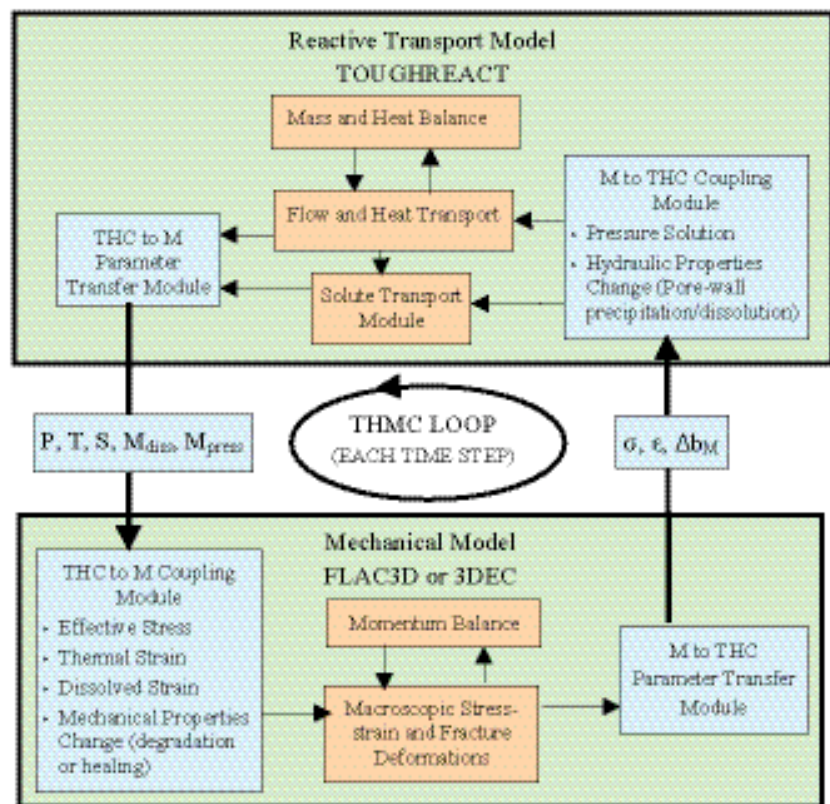 Reactive Transport Model
TOUGHREACT
Mass and Heat Balance
Flow and Heat Transport
Solute Transport
Module
THC to M
Parameter
Transfer Module
M to THC Coupling
Module
• Pressure Solution
• Hydraulic Properties
Change (Pore-wall
precipitation/dissolution)
P, T, S, Mdiss, Mpress
THMC LOOP
(EACH TIME STEP)
σ, ε, ΔbM
Mechanical Model
FLAC3D or 3DEC
THC to M Coupling
Module
• Effective Stress
• Thermal Strain
• Dissolved Strain
• Mechanical Properties
Change (degradation
or healing)
Momentum Balance
Macroscopic Stress-
strain and Fracture
Deformations
M to THC
Parameter Transfer
Module